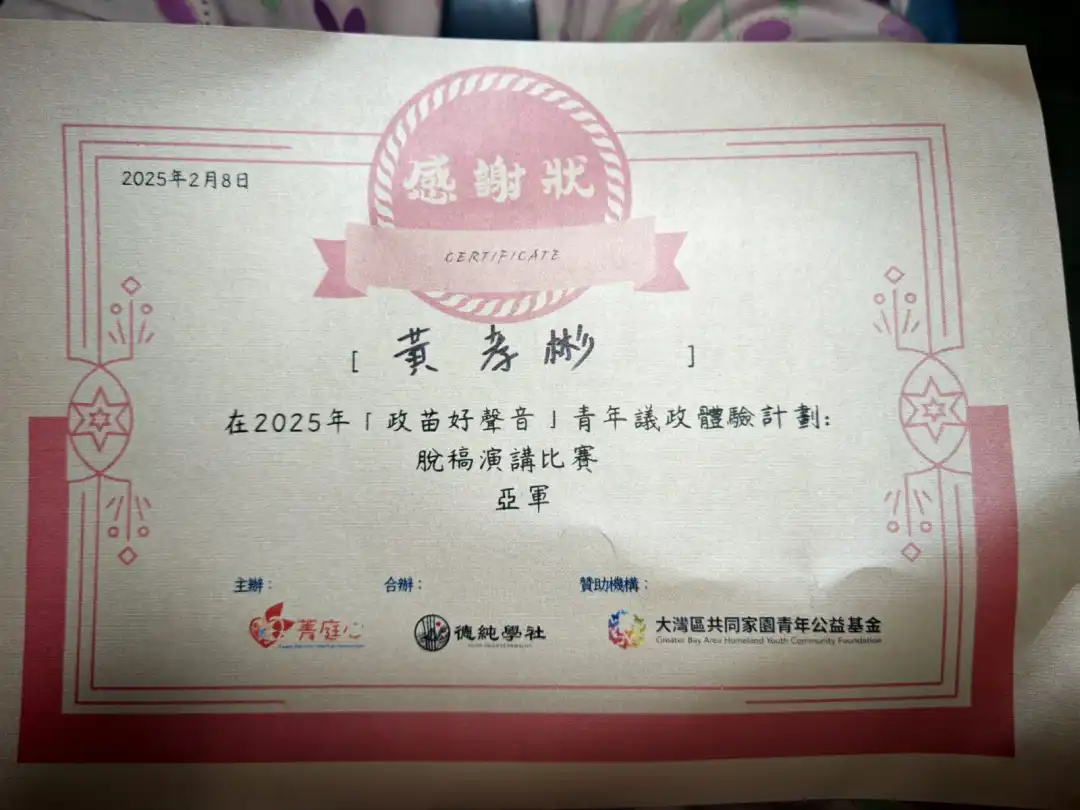 感謝狀
2025年2月8日
CERTIFICATE
[ 黃 孝 彬 ]
在2025年「政苗好聲音」青年議政體驗計劃:
脫稿演講比賽
亞軍
主辦：
合辦：
贊助機構：
菁庭心
德純學社
大灣區共同家園青年公益基金
Greater Bay Area Homeland Youth Community Foundation